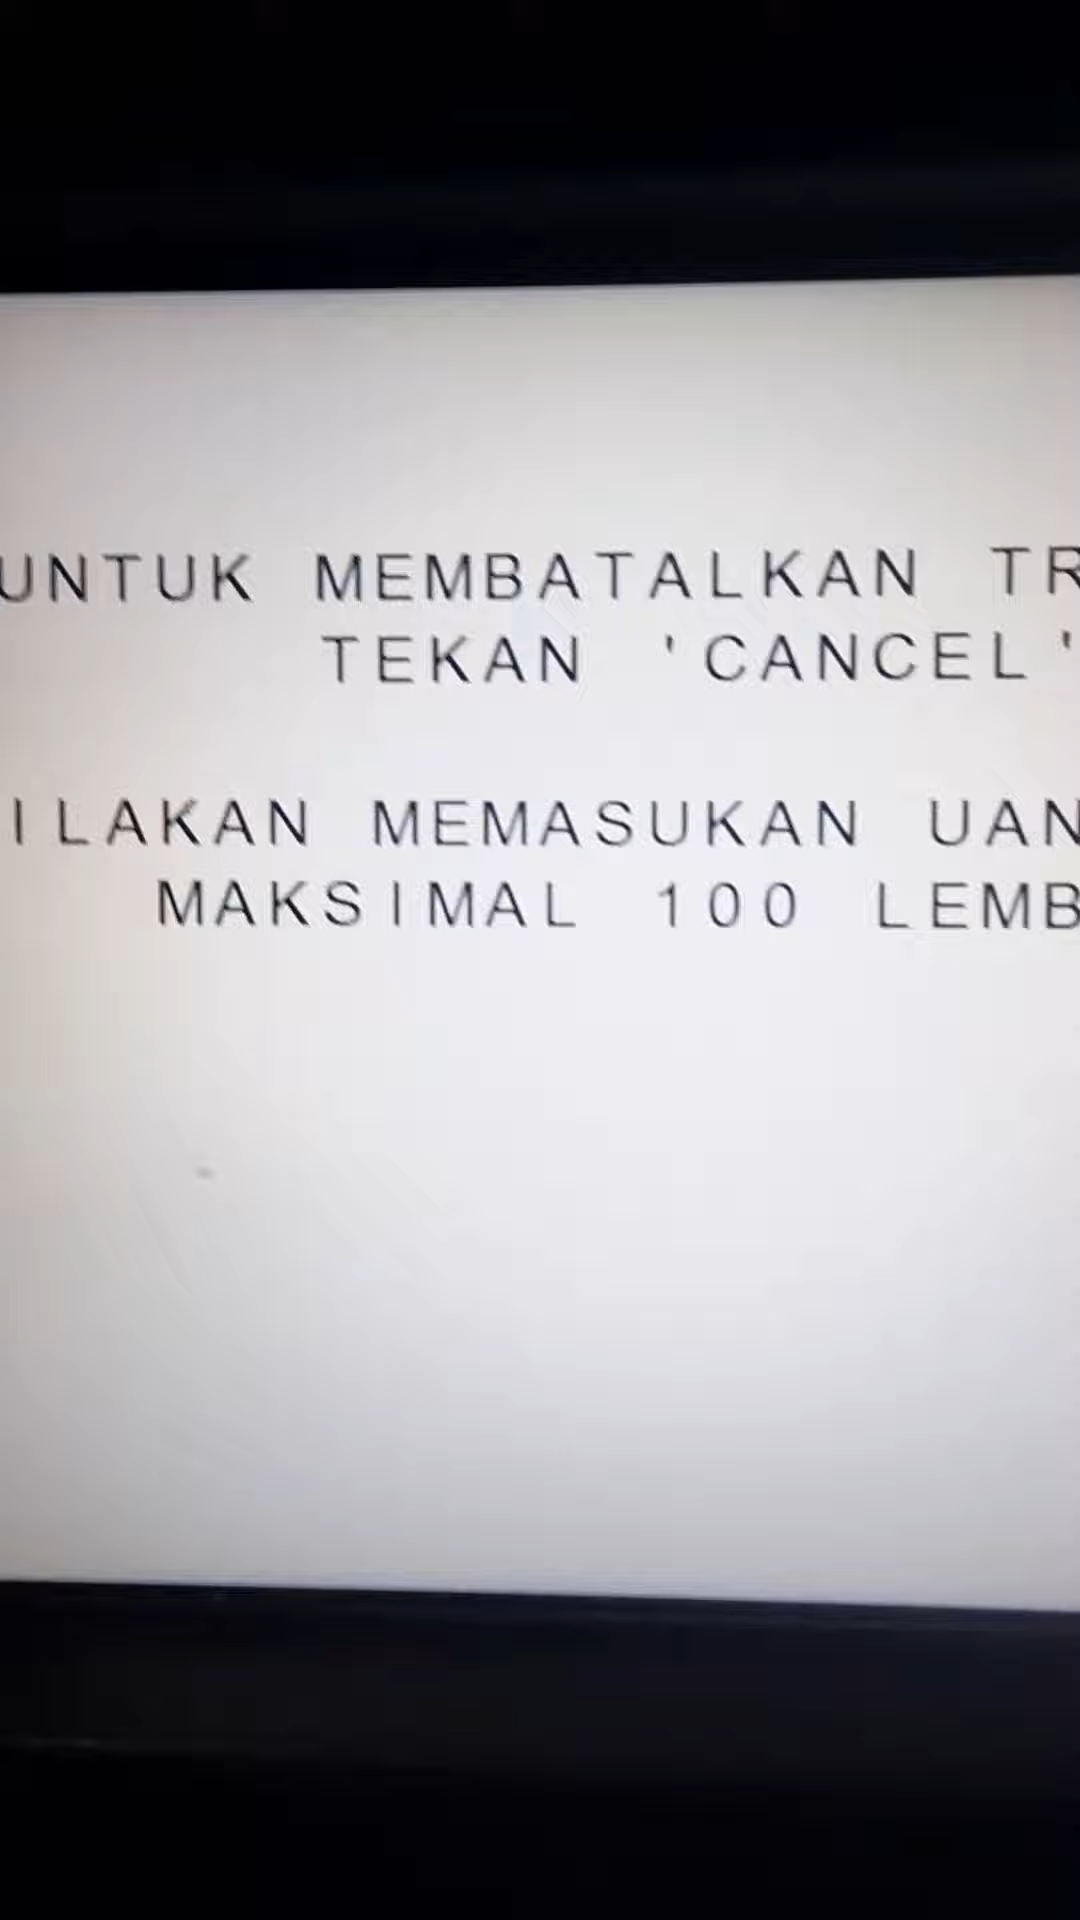 UNTUK MEMBATALKAN TR
TEKAN 'CANCEL'
ILAKAN MEMASUKAN UAN
MAKSIMAL 100 LEMB